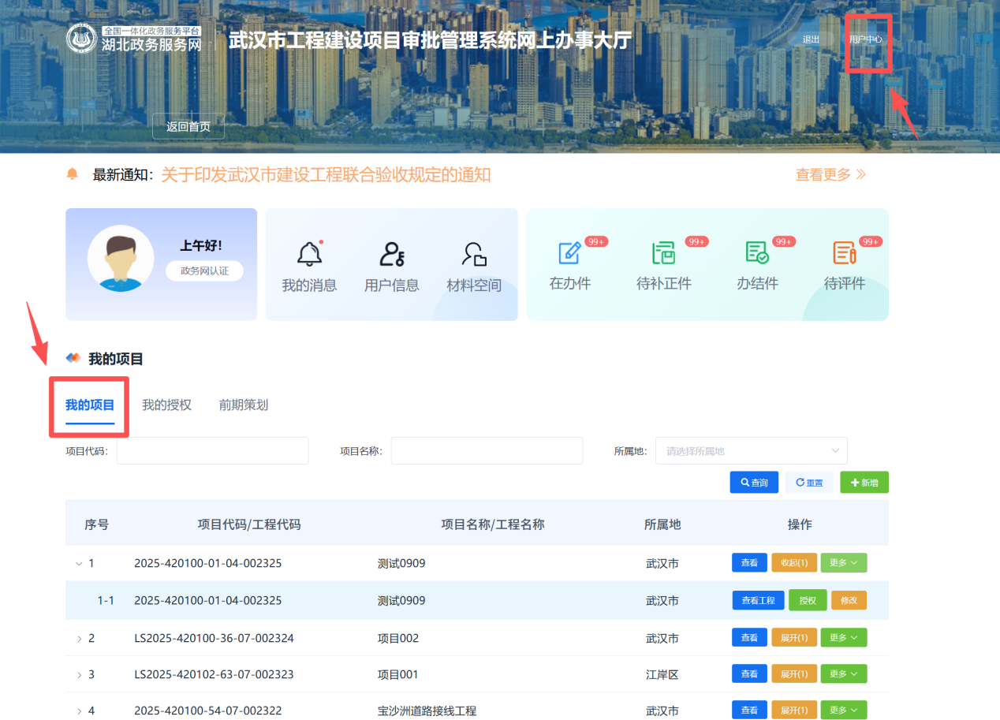 全国一体化政务服务平台
湖北政务服务网
武汉市工程建设项目审批管理系统网上办事大厅
退出
用户中心
返回首页
最新通知: 关于印发武汉市建设工程联合验收规定的通知
查看更多
上午好!
政务网认证
我的消息 用户信息 材料空间
99+ 99+ 99+ 99+
在办件 待补正件 办结件 待评件
我的项目
我的项目 我的授权 前期策划
项目代码: 项目名称: 所属地: 请选择所属地
查询 重置 新增
序号 项目代码/工程代码 项目名称/工程名称 所属地 操作
1 2025-420100-01-04-002325 测试0909 武汉市 查看 收起(1) 更多
1-1 2025-420100-01-04-002325 测试0909 武汉市 查看工程 授权 修改
2 LS2025-420100-36-07-002324 项目002 武汉市 查看 展开(1) 更多
3 LS2025-420102-63-07-002323 项目001 江岸区 查看 展开(1) 更多
4 2025-420100-54-07-002322 宝沙洲道路接线工程 武汉市 查看 展开(1) 更多